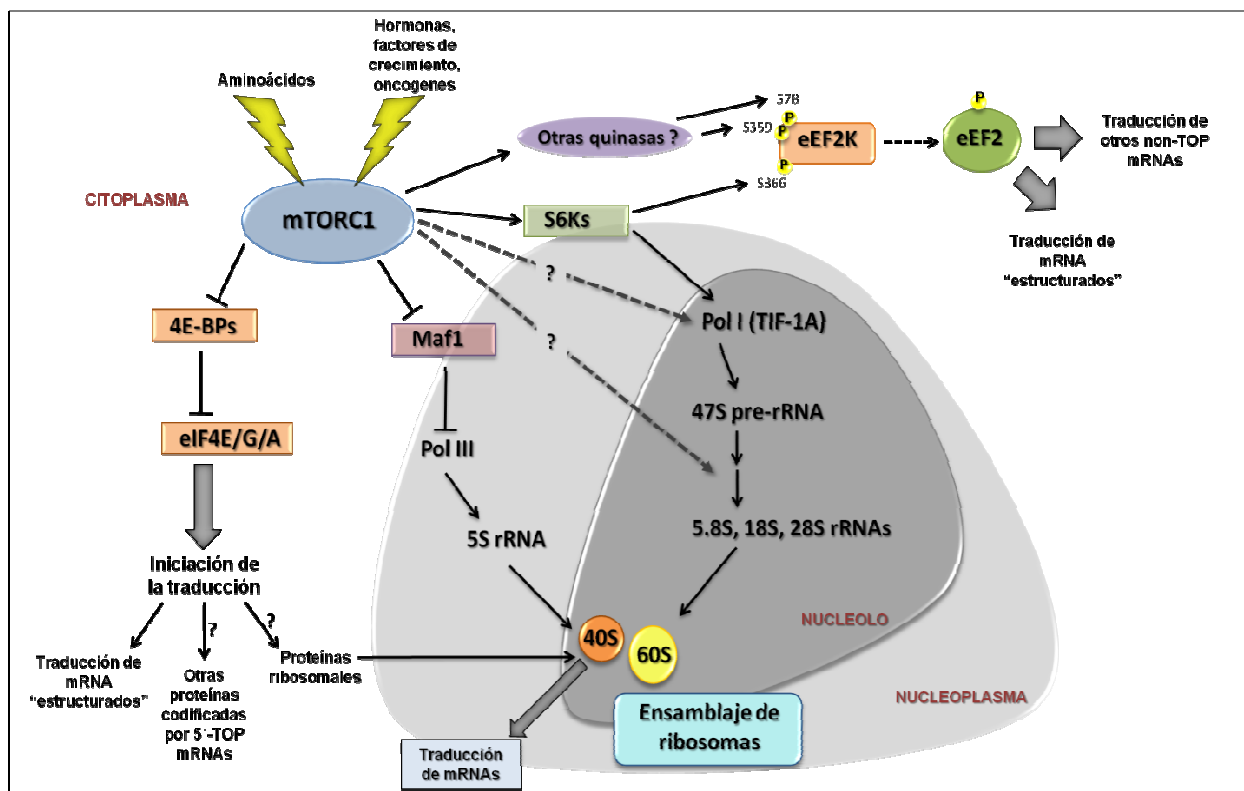 Hormonas,
factores de
crecimiento,
oncogenes
Aminoácidos
CITOPLASMA
mTORC1
Otras quinasas ?
S78
S359
S366
P
P
P
eEF2K
P
eEF2
Traducción de
otros non-TOP
mRNAs
Traducción de
mRNA
“estructurados”
S6Ks
?
?
4E-BPs
Maf1
Pol I (TIF-1A)
eIF4E/G/A
Pol III
47S pre-rRNA
5S rRNA
5.8S, 18S, 28S rRNAs
Iniciación de
la traducción
?
?
Traducción de
mRNA
“estructurados”
Otras
proteínas
codificadas
por 5´-TOP
mRNAs
Proteínas
ribosomales
40S
60S
NUCLEOLO
NUCLEOPLASMA
Ensamblaje de
ribosomas
Traducción
de mRNAs